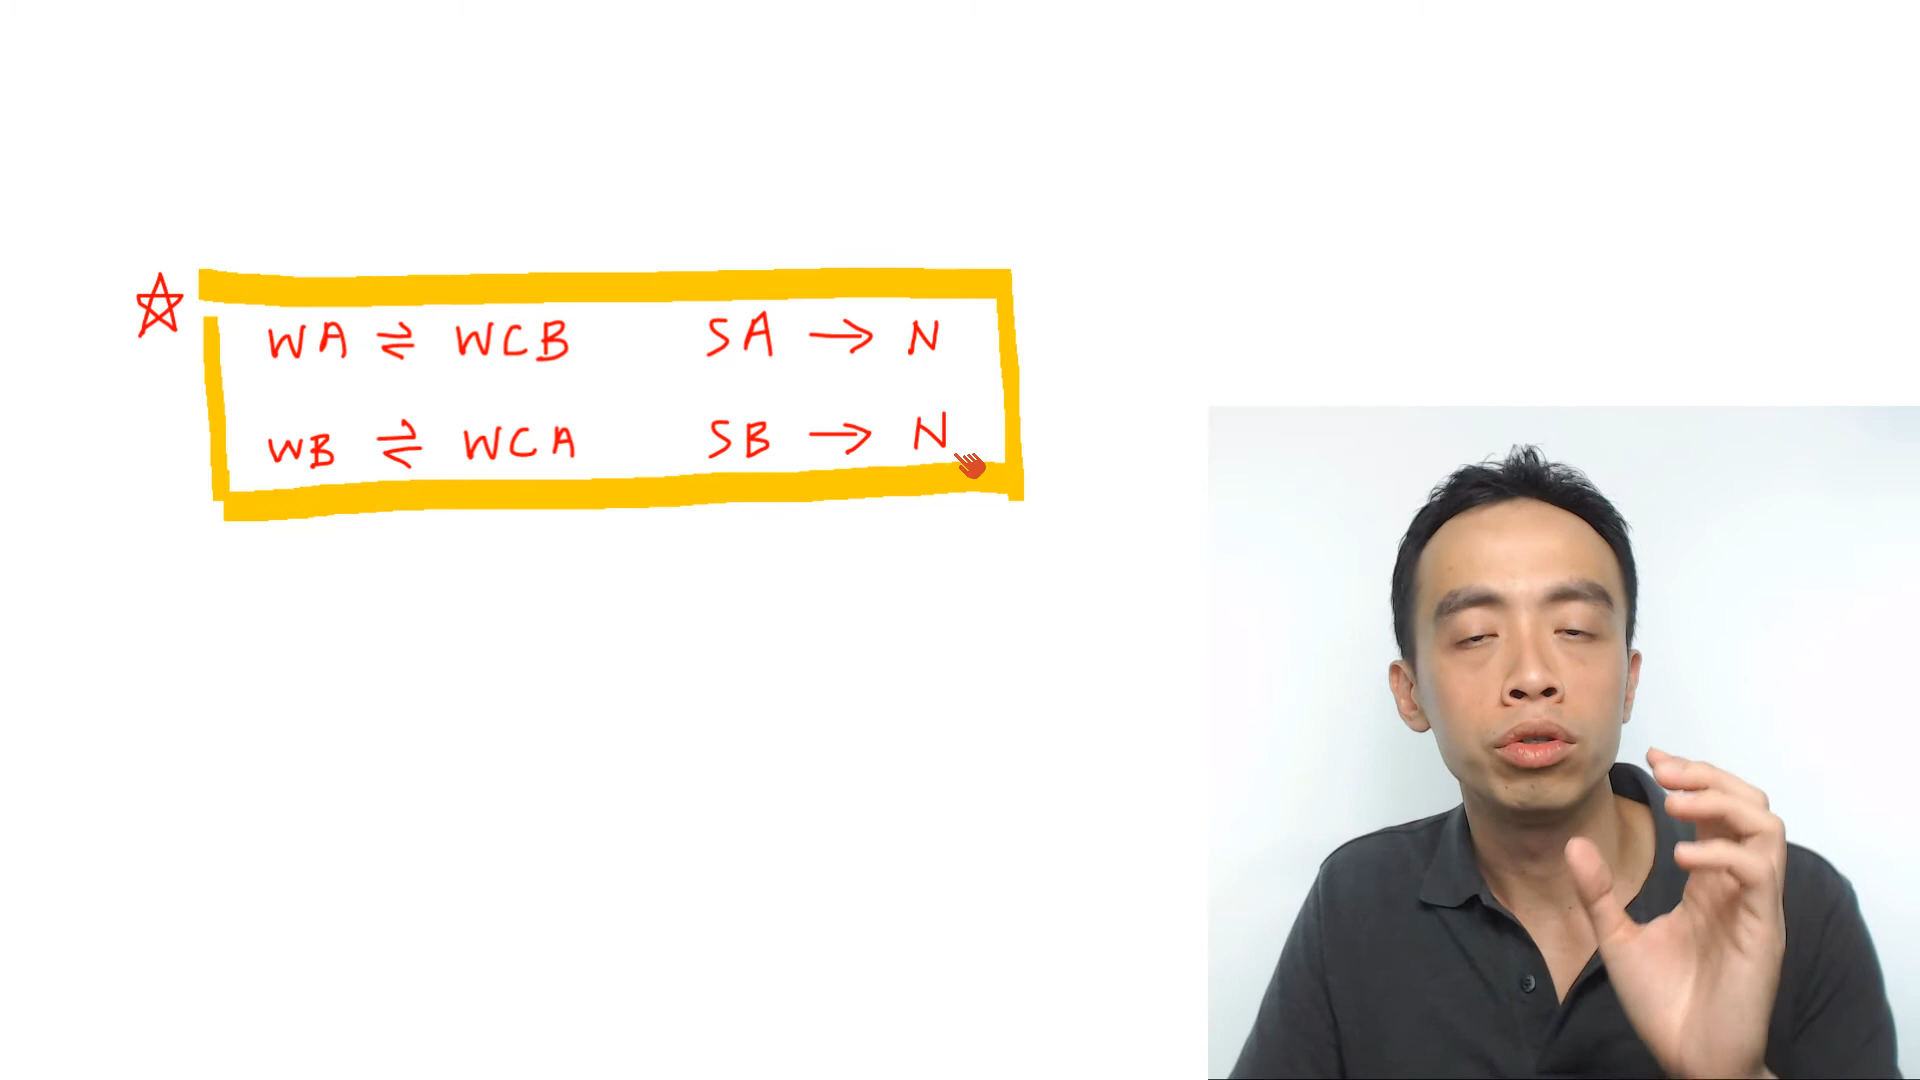 WA ⇌ WCB SA → N
WB ⇌ WCA SB → N